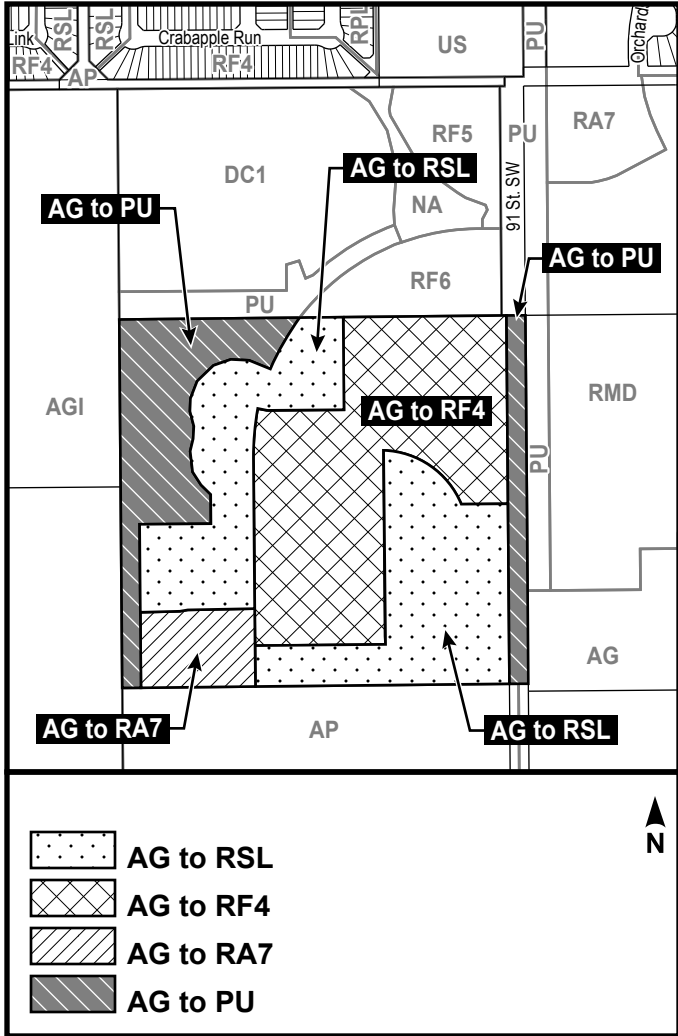 Link
RSL
RSL
Crabapple Run
RPL
US
PU
Orchard
RF4
AP
RF4
RF5
PU
RA7
DC1
AG to RSL
NA
91 St. SW
AG to PU
AG to PU
RF6
PU
AGI
AG to RF4
RMD
PU
AG
AG to RA7
AP
AG to RSL
AG to RSL
AG to RF4
AG to RA7
AG to PU
N